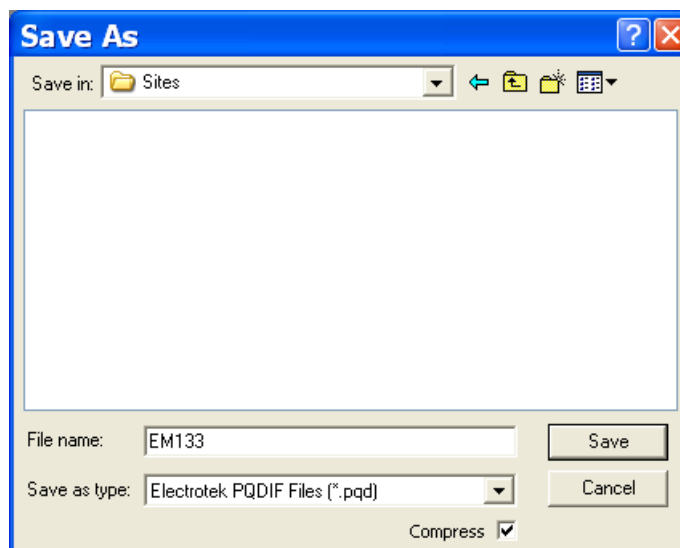 Save As
Save in: Sites
File name: EM133 Save
Save as type: Electrotek PQDIF Files (*.pqd) Cancel
Compress